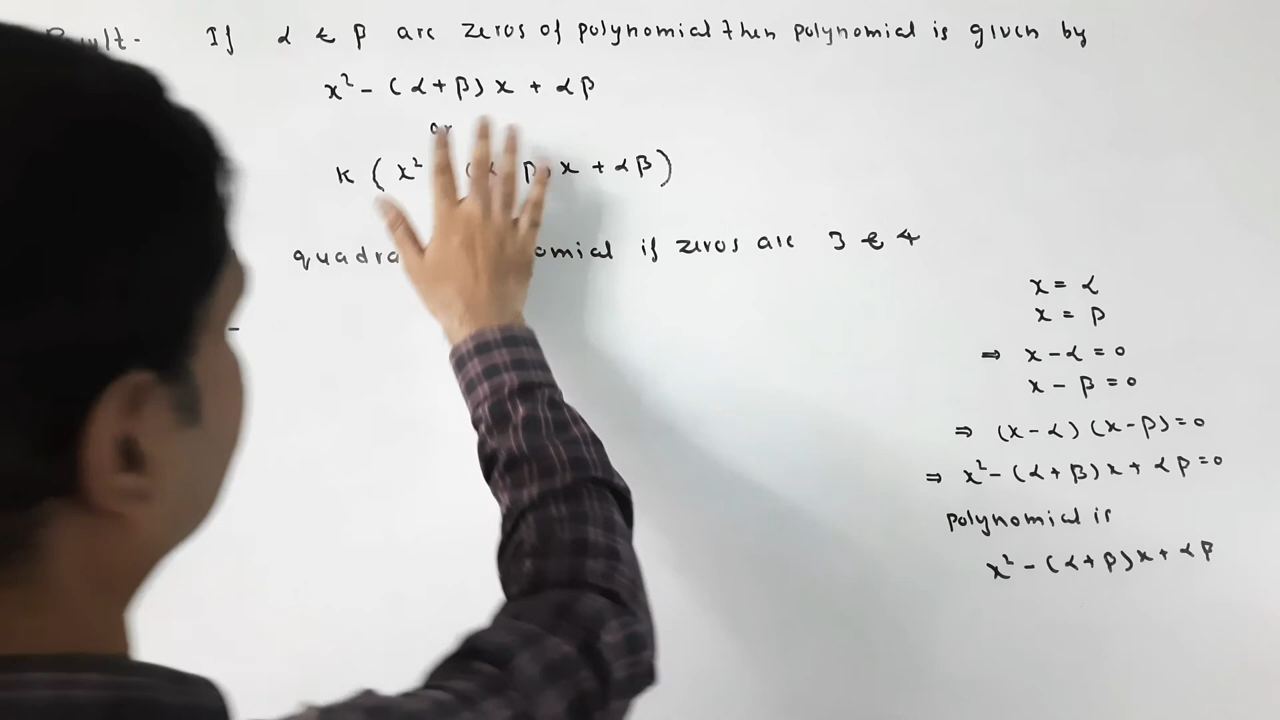 If α & β are zeros of polynomial then polynomial is given by
x² - (α+β)x + αβ
or
K (x² (α β) x + αβ)
quadra omial if zeros are 3 & 4
x = α
x = β
⇒ x-α = 0
x - β = 0
⇒ (x-α)(x-β) = 0
⇒ x² - (α+β)x + αβ = 0
polynomial is
x² - (α+β)x + αβ